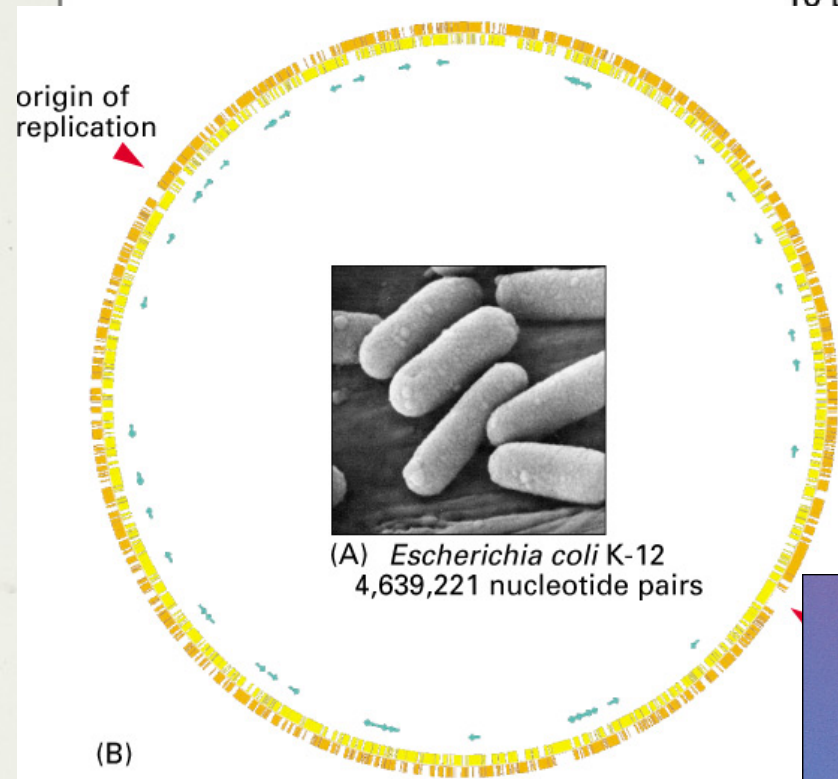 origin of
replication
(A) Escherichia coli K-12
4,639,221 nucleotide pairs
(B)